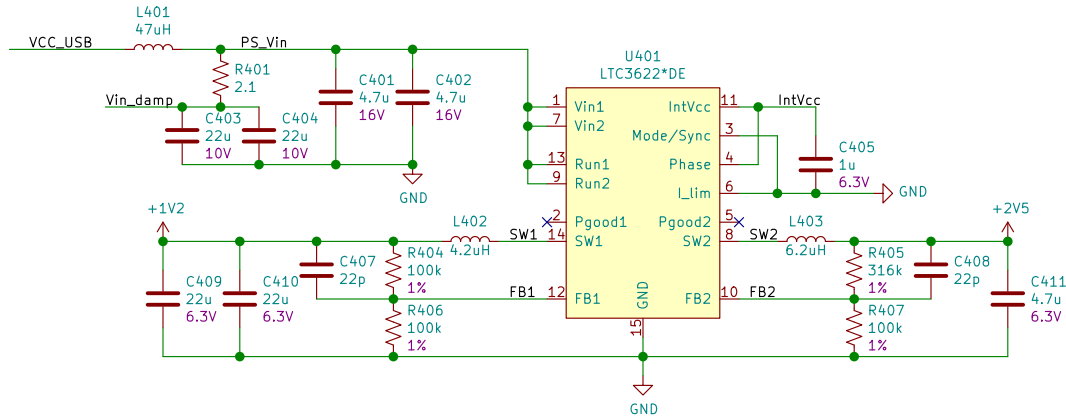 L401
47uH
VCC_USB
PS_Vin
R401
2.1
Vin_damp
C403
22u
10V
C404
22u
10V
C401
4.7u
16V
C402
4.7u
16V
GND
U401
LTC3622*DE
1
Vin1
7
Vin2
13
Run1
9
Run2
2
Pgood1
14
SW1
12
FB1
GND
15
IntVcc
11
Mode/Sync
3
Phase
4
I_lim
6
Pgood2
5
SW2
8
FB2
10
IntVcc
C405
1u
6.3V
GND
+1V2
C409
22u
6.3V
C410
22u
6.3V
C407
22p
R404
100k
1%
R406
100k
1%
L402
4.2uH
SW1
FB1
SW2
L403
6.2uH
FB2
R405
316k
1%
R407
100k
1%
C408
22p
+2V5
C411
4.7u
6.3V
GND